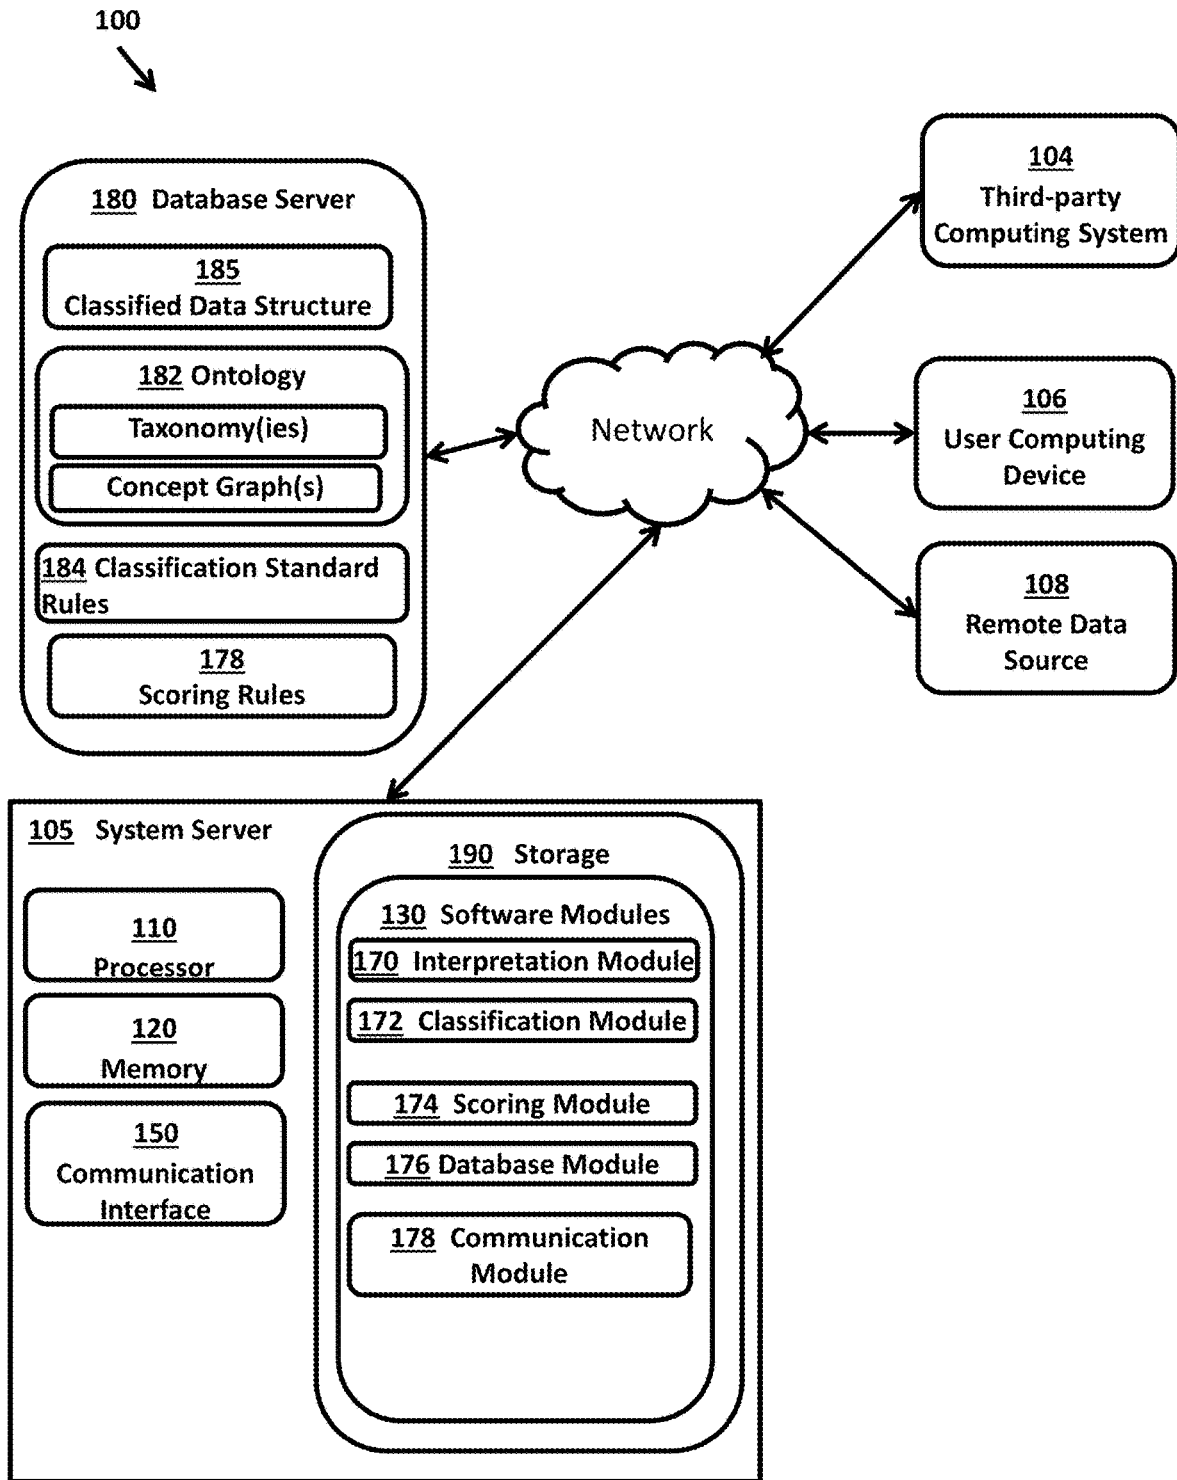 100
180 Database Server
185
Classified Data Structure
182 Ontology
Taxonomy(ies)
Concept Graph(s)
184 Classification Standard
Rules
178
Scoring Rules
Network
104
Third-party
Computing System
106
User Computing
Device
108
Remote Data
Source
105 System Server
110
Processor
120
Memory
150
Communication
Interface
190 Storage
130 Software Modules
170 Interpretation Module
172 Classification Module
174 Scoring Module
176 Database Module
178 Communication
Module